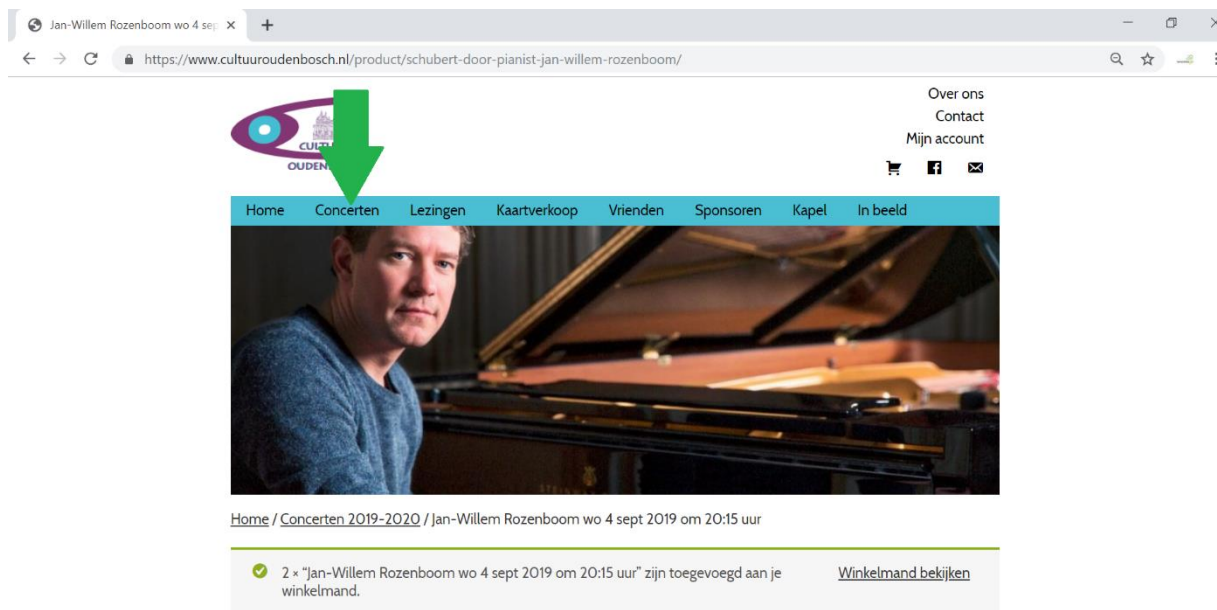 Jan-Willem Rozenboom wo 4 sep
https://www.cultuuroudenbosch.nl/product/schubert-door-pianist-jan-willem-rozenboom/
Over ons
Contact
Mijn account
Home Concerten Lezingen Kaartverkoop Vrienden Sponsoren Kapel In beeld
Home / Concerten 2019-2020 / Jan-Willem Rozenboom wo 4 sept 2019 om 20:15 uur
2 × “Jan-Willem Rozenboom wo 4 sept 2019 om 20:15 uur” zijn toegevoegd aan je Winkelmand bekijken
winkelmand.